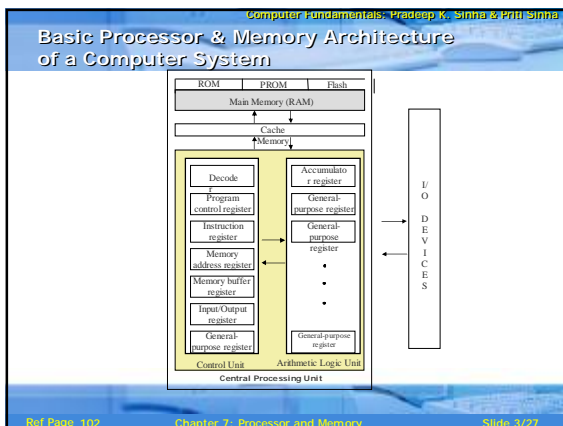 Computer Fundamentals: Pradeep K. Sinha & Priti Sinha
Basic Processor & Memory Architecture
of a Computer System
ROM PROM Flash
Main Memory (RAM)
Cache
Memory
Decode
r
Program
control register
Instruction
register
Memory
address register
Memory buffer
register
Input/Output
register
General-
purpose register
Control Unit
Accumulato
r register
General-
purpose register
General-
purpose
register
General-purpose
register
Arithmetic Logic Unit
Central Processing Unit
I/
O
D
E
V
I
C
E
S
Ref Page 102 Chapter 7: Processor and Memory Slide 3/27